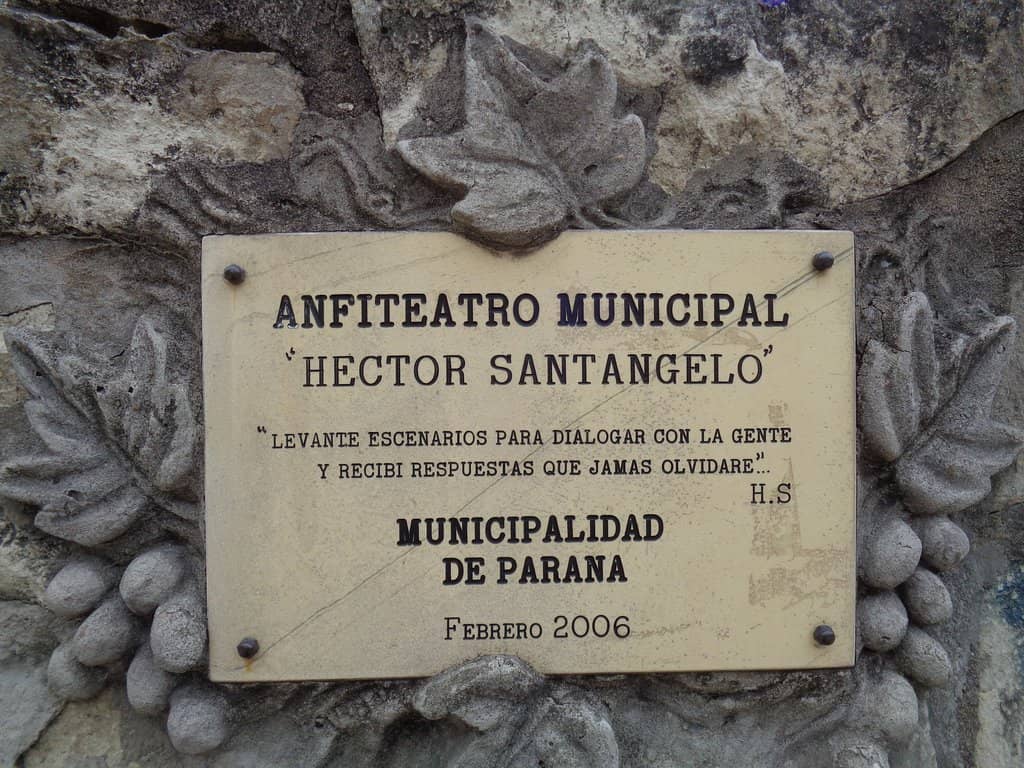 ANFITEATRO MUNICIPAL
"HECTOR SANTANGELO"
"LEVANTE ESCENARIOS PARA DIALOGAR CON LA GENTE
Y RECIBI RESPUESTAS QUE JAMAS OLVIDARE"...
H.S
MUNICIPALIDAD
DE PARANA
FEBRERO 2006